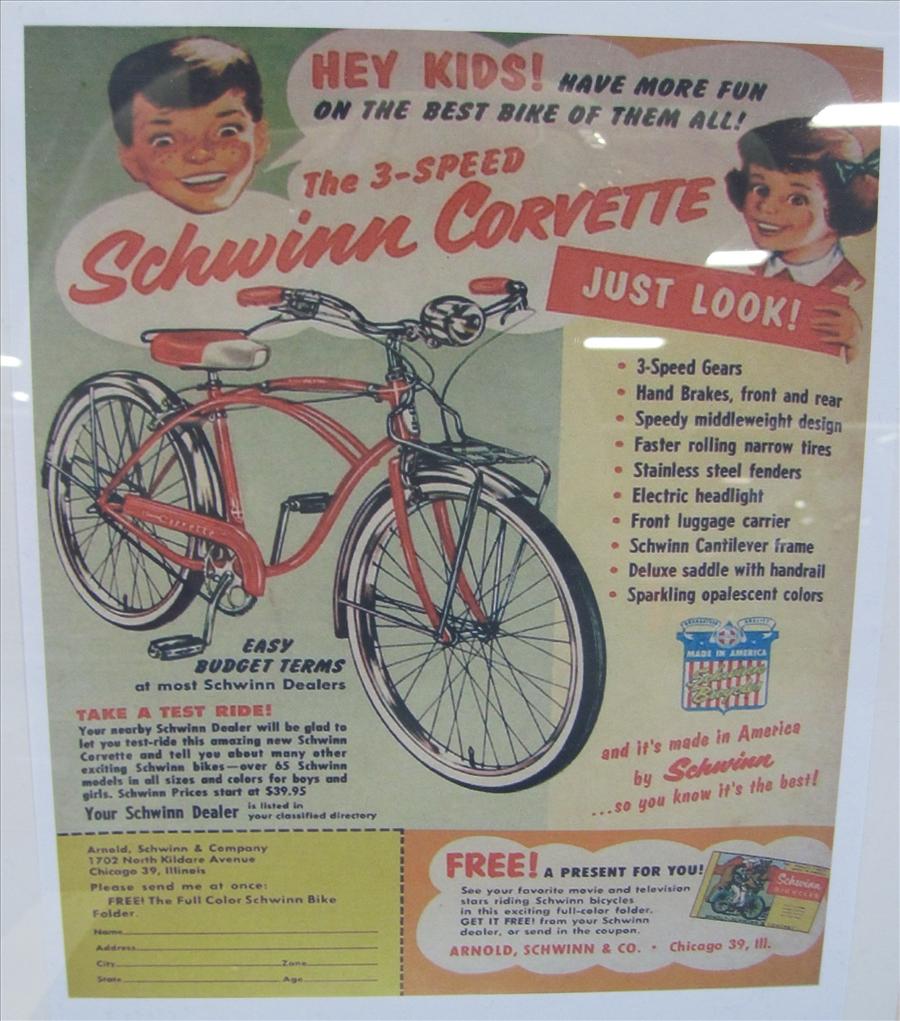 HEY KIDS! HAVE MORE FUN
ON THE BEST BIKE OF THEM ALL!
The 3-SPEED
Schwinn CORVETTE
JUST LOOK!
• 3-Speed Gears
• Hand Brakes, front and rear
• Speedy middleweight design
• Faster rolling narrow tires
• Stainless steel fenders
• Electric headlight
• Front luggage carrier
• Schwinn Cantilever frame
• Deluxe saddle with handrail
• Sparkling opalescent colors
Corvette
EASY
BUDGET TERMS
at most Schwinn Dealers
TAKE A TEST RIDE!
Your nearby Schwinn Dealer will be glad to
let you test-ride this amazing new Schwinn
Corvette and tell you about many other
exciting Schwinn bikes—over 65 Schwinn
models in all sizes and colors for boys and
girls. Schwinn Prices start at $39.95
Your Schwinn Dealer is listed in
your classified directory
MADE IN AMERICA
Schwinn
Bicycles
and it's made in America
by Schwinn
...so you know it's the best!
Arnold, Schwinn & Company
1702 North Kildare Avenue
Chicago 39, Illinois
Please send me at once:
FREE! The Full Color Schwinn Bike
Folder.
Name
Address
City Zone
State Age
FREE! A PRESENT FOR YOU!
See your favorite movie and television
stars riding Schwinn bicycles
in this exciting full-color folder.
GET IT FREE! from your Schwinn
dealer, or send in the coupon.
Schwinn
BICYCLES
ARNOLD, SCHWINN & CO. • Chicago 39, Ill.